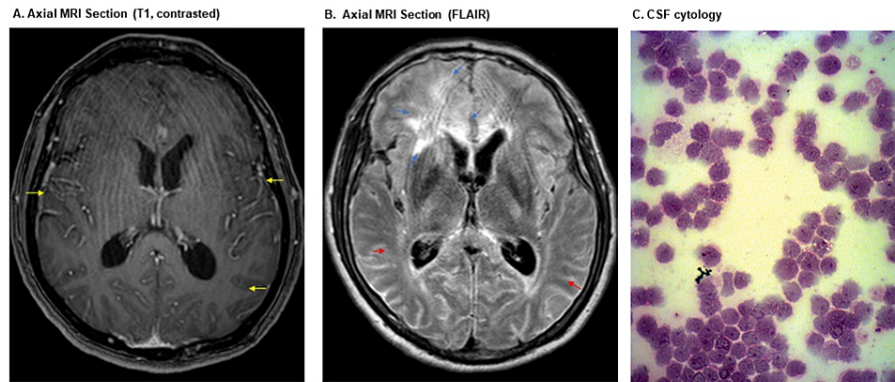 A. Axial MRI Section (T1, contrasted)
B. Axial MRI Section (FLAIR)
C. CSF cytology